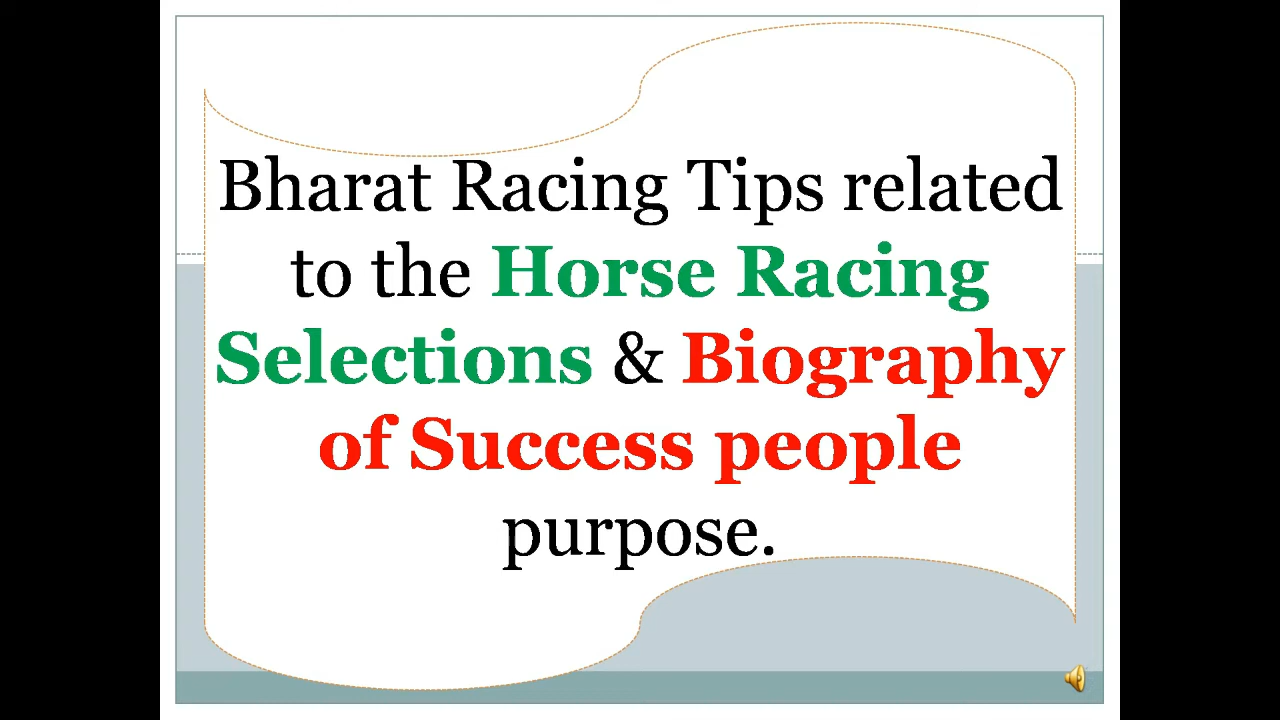 Bharat Racing Tips related
to the Horse Racing
Selections & Biography
of Success people
purpose.